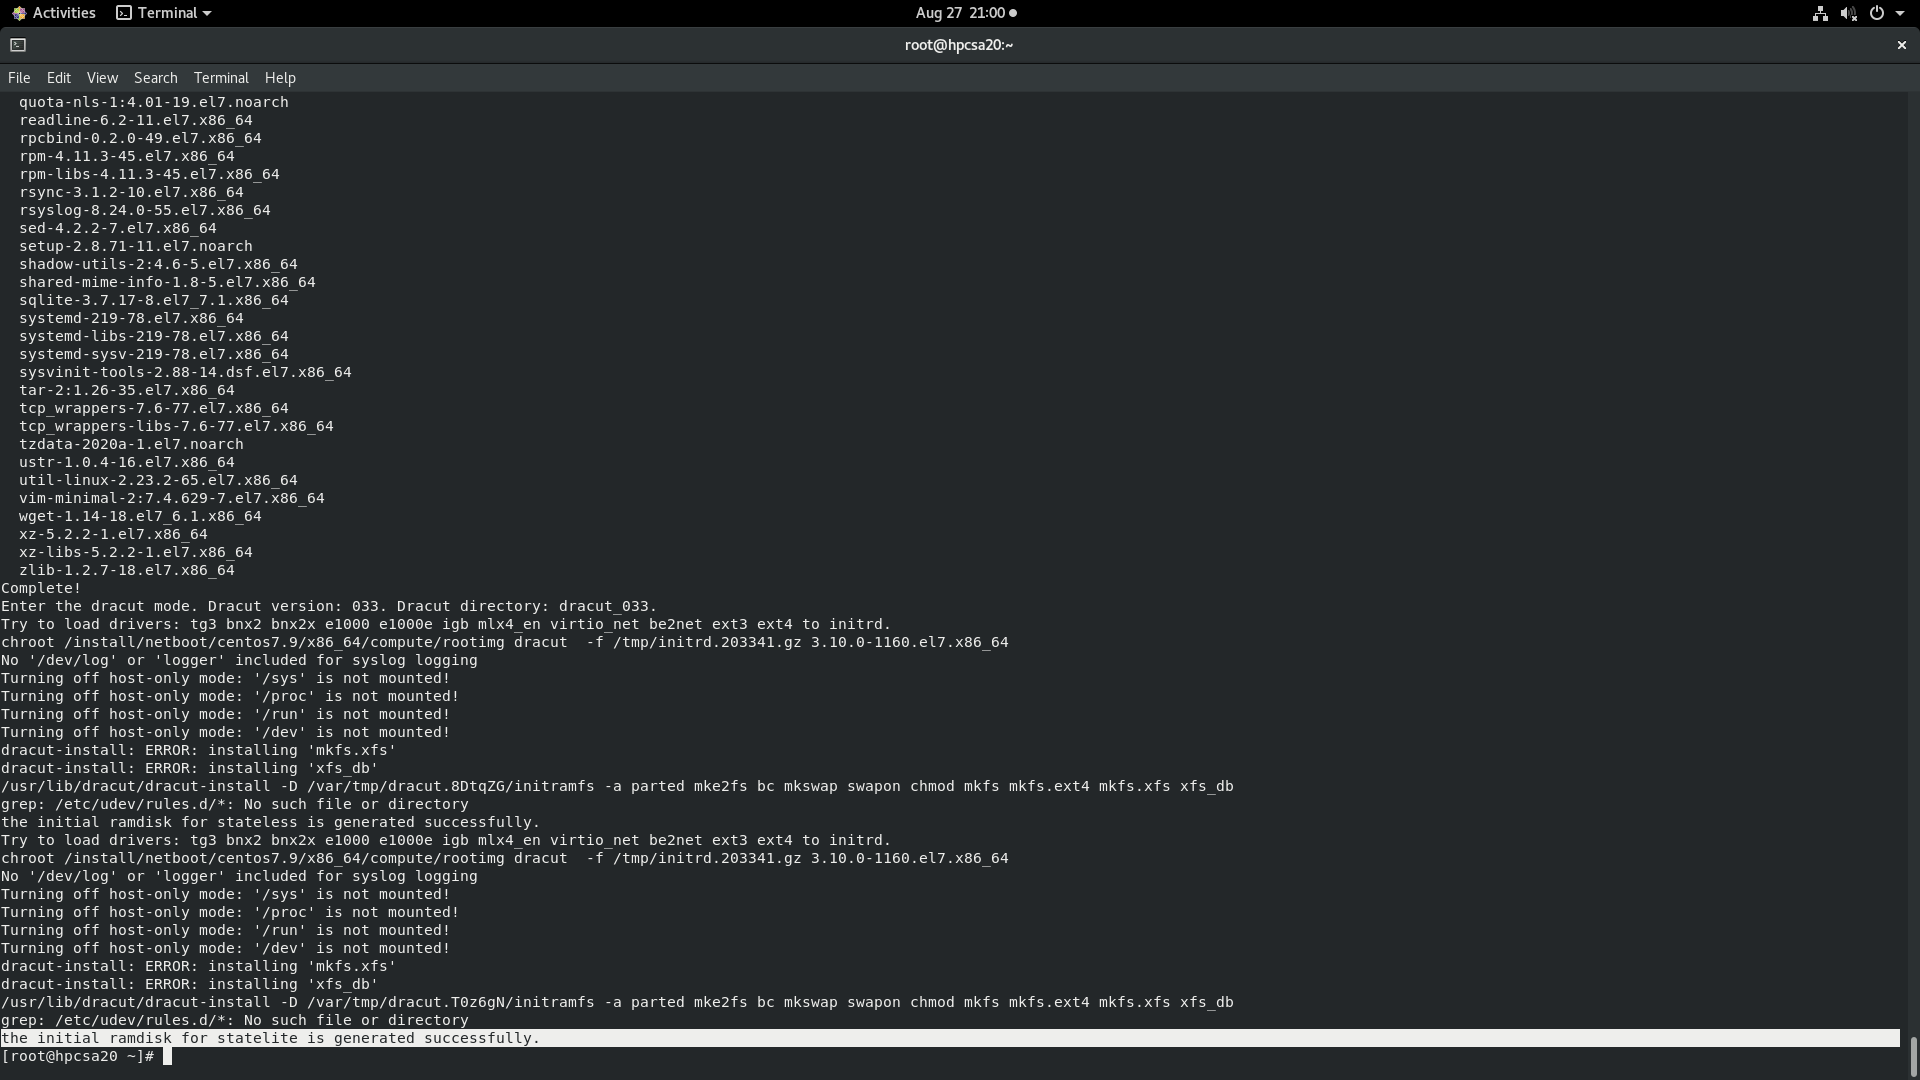 Activities Terminal Aug 27 21:00
root@hpcsa20:~
File Edit View Search Terminal Help
quota-nls-1:4.01-19.el7.noarch
readline-6.2-11.el7.x86_64
rpcbind-0.2.0-49.el7.x86_64
rpm-4.11.3-45.el7.x86_64
rpm-libs-4.11.3-45.el7.x86_64
rsync-3.1.2-10.el7.x86_64
rsyslog-8.24.0-55.el7.x86_64
sed-4.2.2-7.el7.x86_64
setup-2.8.71-11.el7.noarch
shadow-utils-2:4.6-5.el7.x86_64
shared-mime-info-1.8-5.el7.x86_64
sqlite-3.7.17-8.el7_7.1.x86_64
systemd-219-78.el7.x86_64
systemd-libs-219-78.el7.x86_64
systemd-sysv-219-78.el7.x86_64
sysvinit-tools-2.88-14.dsf.el7.x86_64
tar-2:1.26-35.el7.x86_64
tcp_wrappers-7.6-77.el7.x86_64
tcp_wrappers-libs-7.6-77.el7.x86_64
tzdata-2020a-1.el7.noarch
ustr-1.0.4-16.el7.x86_64
util-linux-2.23.2-65.el7.x86_64
vim-minimal-2:7.4.629-7.el7.x86_64
wget-1.14-18.el7_6.1.x86_64
xz-5.2.2-1.el7.x86_64
xz-libs-5.2.2-1.el7.x86_64
zlib-1.2.7-18.el7.x86_64
Complete!
Enter the dracut mode. Dracut version: 033. Dracut directory: dracut_033.
Try to load drivers: tg3 bnx2 bnx2x e1000 e1000e igb mlx4_en virtio_net be2net ext3 ext4 to initrd.
chroot /install/netboot/centos7.9/x86_64/compute/rootimg dracut  -f /tmp/initrd.203341.gz 3.10.0-1160.el7.x86_64
No '/dev/log' or 'logger' included for syslog logging
Turning off host-only mode: '/sys' is not mounted!
Turning off host-only mode: '/proc' is not mounted!
Turning off host-only mode: '/run' is not mounted!
Turning off host-only mode: '/dev' is not mounted!
dracut-install: ERROR: installing 'mkfs.xfs'
dracut-install: ERROR: installing 'xfs_db'
/usr/lib/dracut/dracut-install -D /var/tmp/dracut.8DtqZG/initramfs -a parted mke2fs bc mkswap swapon chmod mkfs mkfs.ext4 mkfs.xfs xfs_db
grep: /etc/udev/rules.d/*: No such file or directory
the initial ramdisk for stateless is generated successfully.
Try to load drivers: tg3 bnx2 bnx2x e1000 e1000e igb mlx4_en virtio_net be2net ext3 ext4 to initrd.
chroot /install/netboot/centos7.9/x86_64/compute/rootimg dracut  -f /tmp/initrd.203341.gz 3.10.0-1160.el7.x86_64
No '/dev/log' or 'logger' included for syslog logging
Turning off host-only mode: '/sys' is not mounted!
Turning off host-only mode: '/proc' is not mounted!
Turning off host-only mode: '/run' is not mounted!
Turning off host-only mode: '/dev' is not mounted!
dracut-install: ERROR: installing 'mkfs.xfs'
dracut-install: ERROR: installing 'xfs_db'
/usr/lib/dracut/dracut-install -D /var/tmp/dracut.T0z6gN/initramfs -a parted mke2fs bc mkswap swapon chmod mkfs mkfs.ext4 mkfs.xfs xfs_db
grep: /etc/udev/rules.d/*: No such file or directory
the initial ramdisk for statelite is generated successfully.
[root@hpcsa20 ~]#